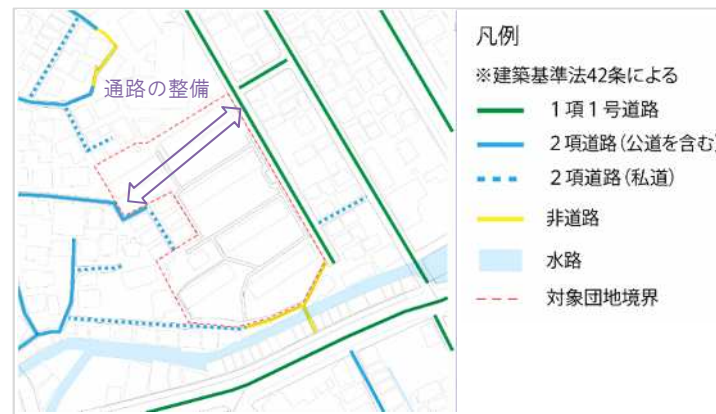 通路の整備
凡例
※建築基準法42条による
1項1号道路
2項道路(公道を含む)
2項道路(私道)
非道路
水路
対象団地境界